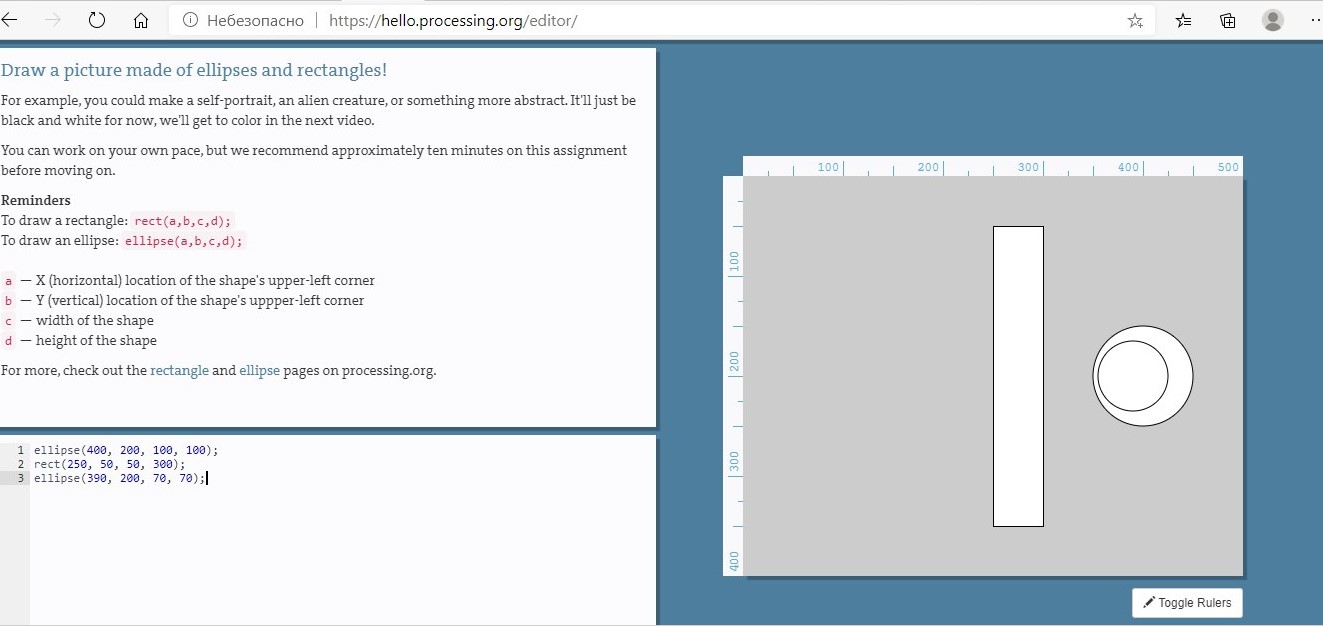 Небезопасно https://hello.processing.org/editor/
Draw a picture made of ellipses and rectangles!
For example, you could make a self-portrait, an alien creature, or something more abstract. It'll just be
black and white for now, we'll get to color in the next video.
You can work on your own pace, but we recommend approximately ten minutes on this assignment
before moving on.
Reminders
To draw a rectangle: rect(a,b,c,d);
To draw an ellipse: ellipse(a,b,c,d);
a — X (horizontal) location of the shape's upper-left corner
b — Y (vertical) location of the shape's uppper-left corner
c — width of the shape
d — height of the shape
For more, check out the rectangle and ellipse pages on processing.org.
1 ellipse(400, 200, 100, 100);
2 rect(250, 50, 50, 300);
3 ellipse(390, 200, 70, 70);
100 200 300 400 500
100
200
300
400
Toggle Rulers